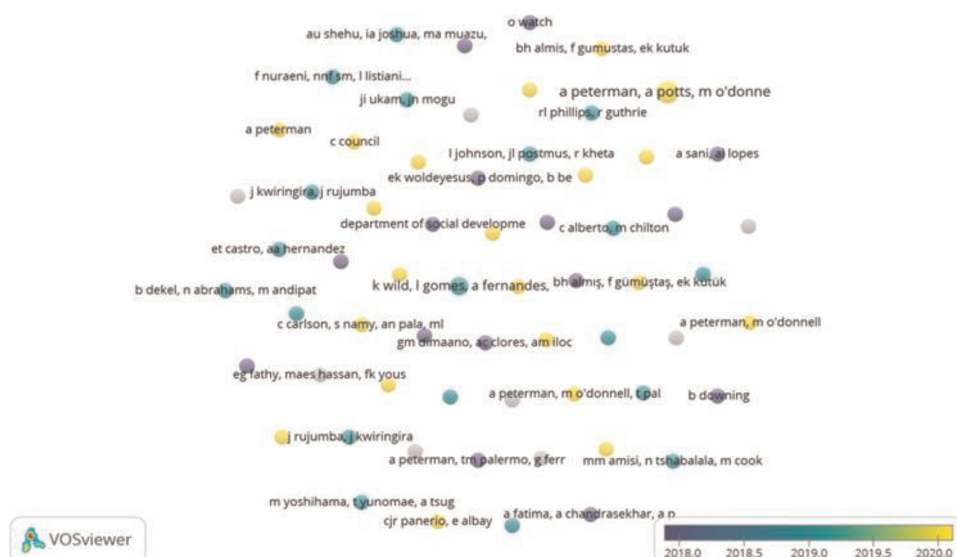 o watch
au shehu, ia joshua, ma muazu,
bh almis, f gumustas, ek kutuk
f nuraeni, nnf sm, l listiani...
a peterman, a potts, m o'donne
ji ukam, jn mogu
rl phillips, r guthrie
a peterman
c council
l johnson, jl postmus, r kheta
a sani, ai lopes
ek woldeyesus, p domingo, b be
j kwiringira, j rujumba
department of social developme
c alberto, m chilton
et castro, aa hernandez
k wild, l gomes, a fernandes,
bh almış, f gümüştaş, ek kütük
b dekel, n abrahams, m andipat
c carlson, s namy, an pala, ml
a peterman, m o'donnell
gm dimaano, ac clores, am iloc
eg fathy, maes hassan, fk yous
a peterman, m o'donnell, t pal
b downing
j rujumba, j kwiringira
a peterman, tm palermo, g ferr
mm amisi, n tshabalala, m cook
m yoshihama, t yunomae, a tsug
cjr panerio, e albay
a fatima, a chandrasekhar, a p
VOSviewer
2018.0 2018.5 2019.0 2019.5 2020.0